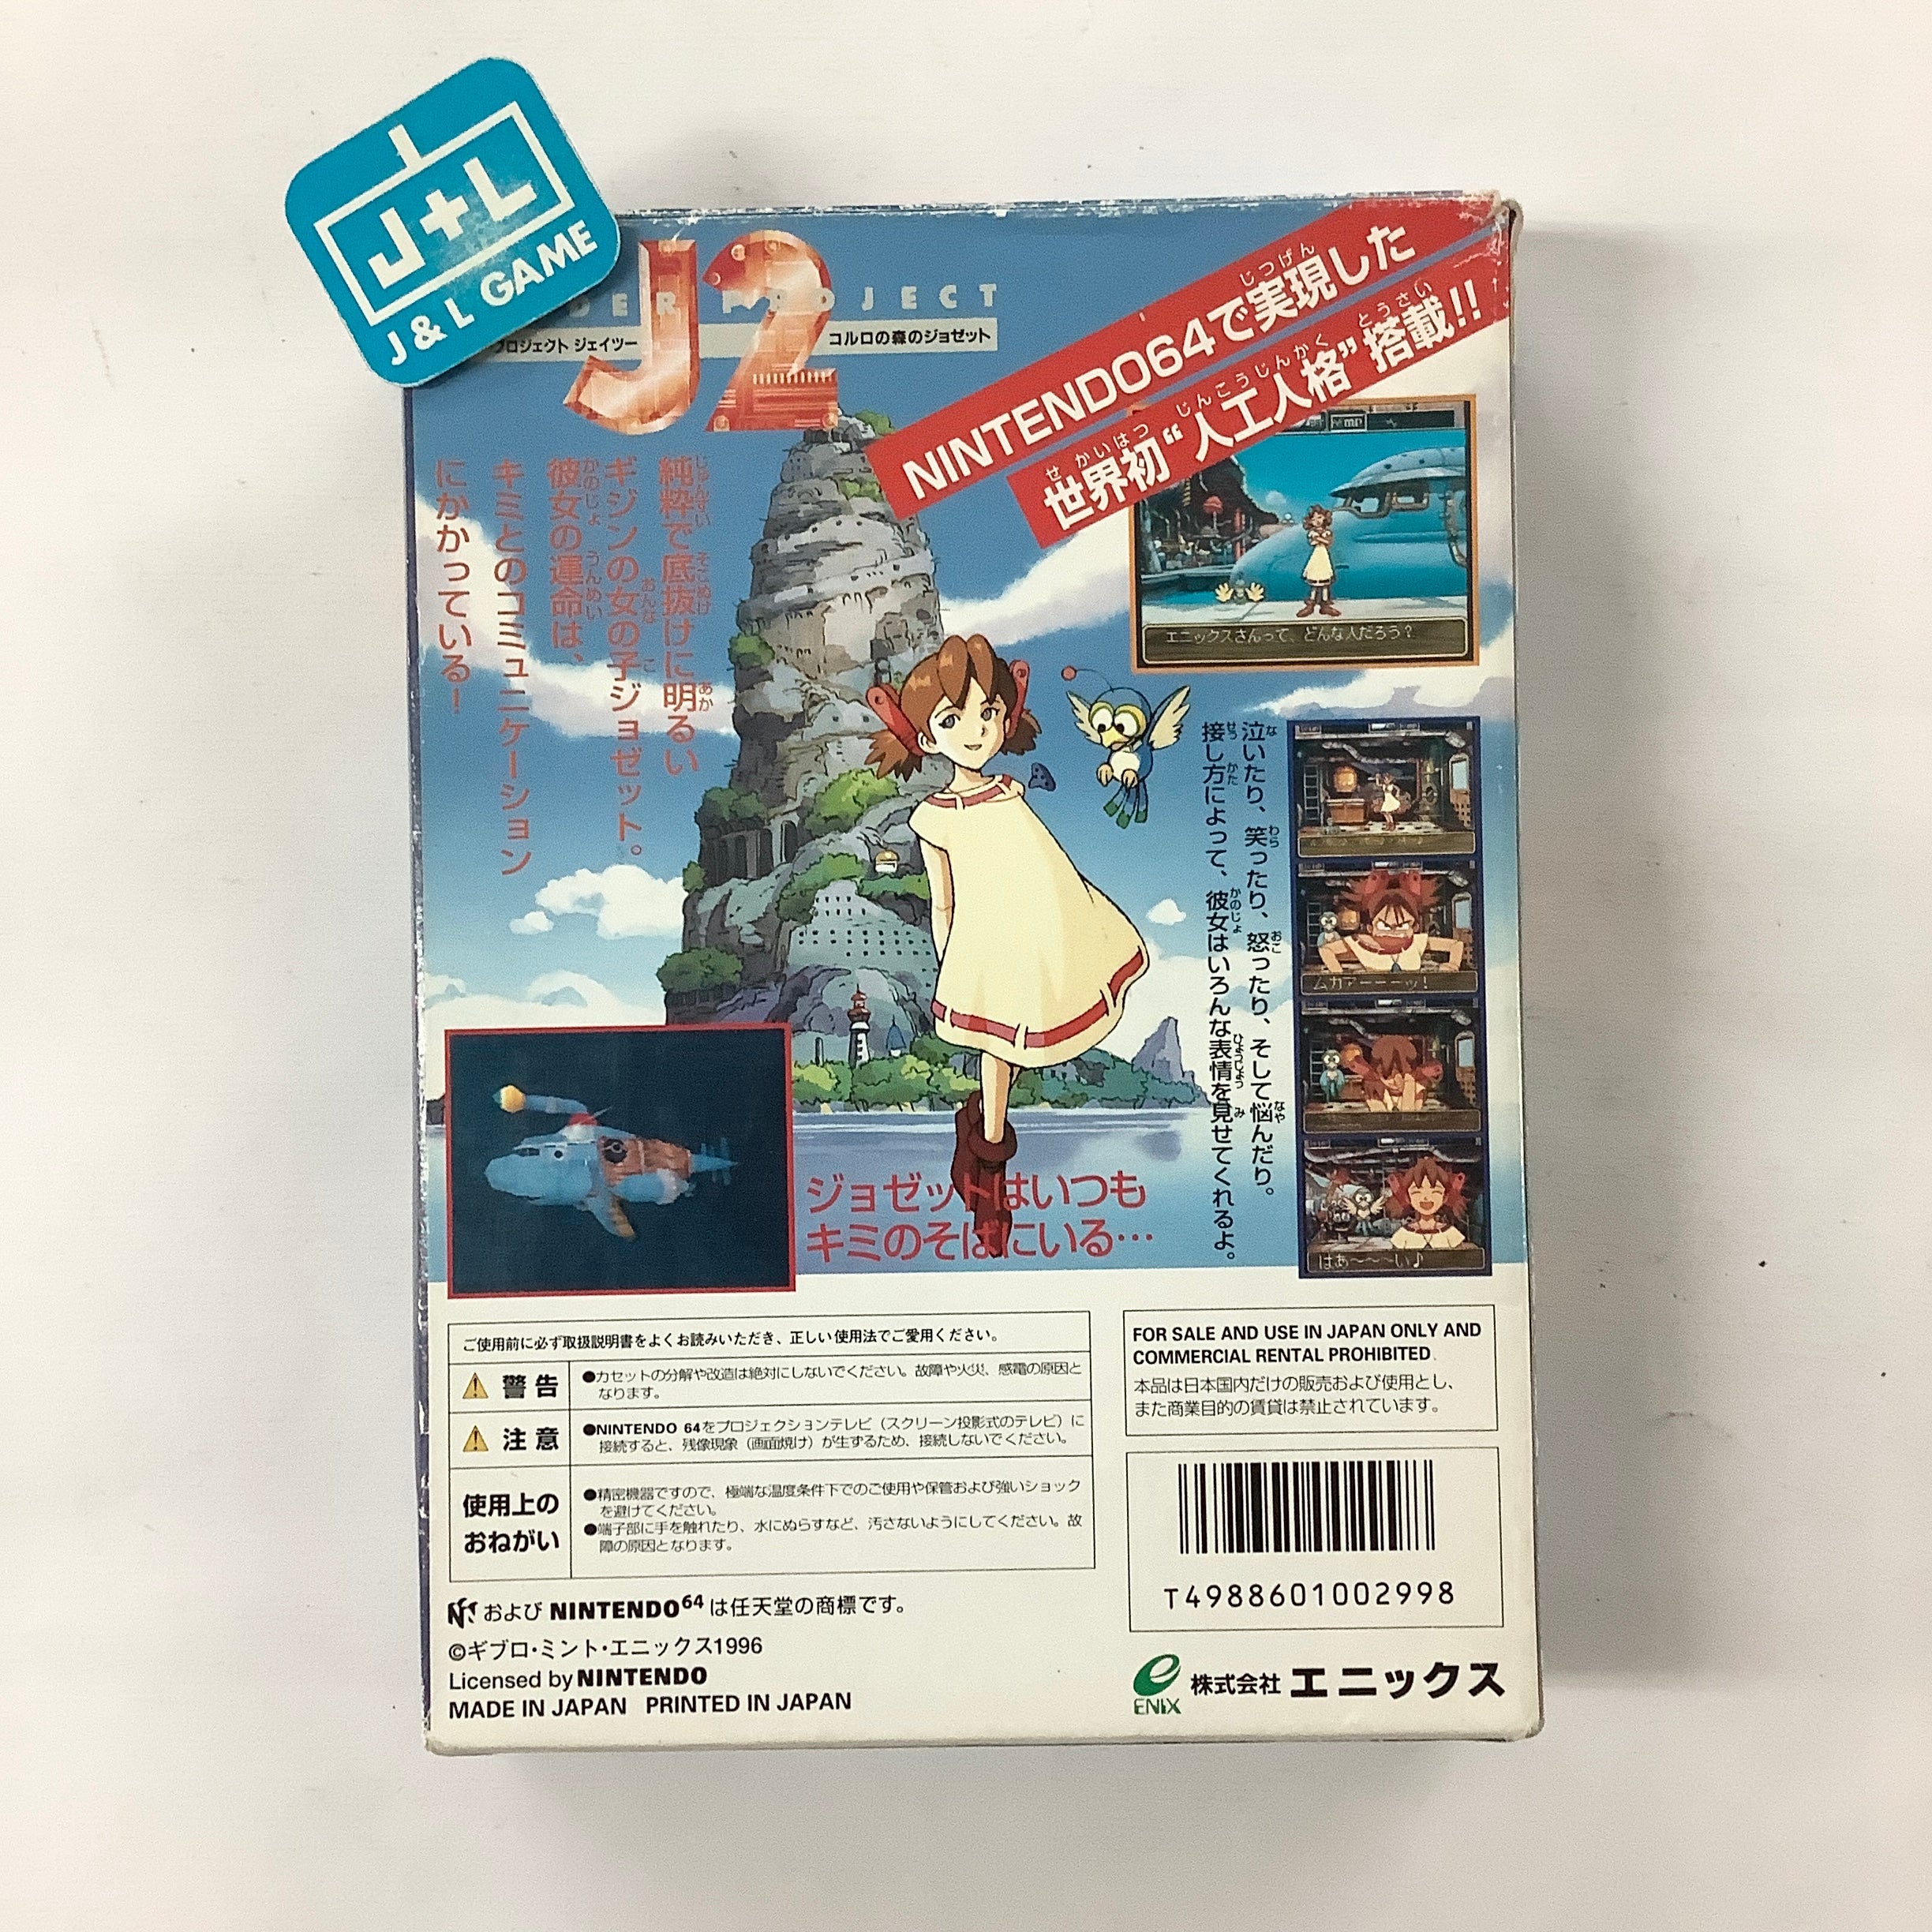 J+L
J & L GAME
DER PROJECT
J2
プロジェクト ジェイツー
コルロの森のジョゼット
NINTENDO64で実現した
世界初“人工人格”搭載!!
純粋で底抜けに明るい
ギジンの女の子ジョゼット。
彼女の運命は、
キミとのコミュニケーション
にかかっている!
エニックスさんって、どんな人だろう?
泣いたり、笑ったり、怒ったり、そして悩んだり。
接し方によって、彼女はいろんな表情を見せてくれるよ。
ムカアーーーッ!
はあ〜〜〜い♪
ジョゼットはいつも
キミのそばにいる…
ご使用前に必ず取扱説明書をよくお読みいただき、正しい使用法でご愛用ください。
警告
●カセットの分解や改造は絶対にしないでください。故障や火災、感電の原因と
なります。
注意
●NINTENDO 64をプロジェクションテレビ(スクリーン投影式のテレビ)に
接続すると、残像現象(画面焼け)が生ずるため、接続しないでください。
使用上の
おねがい
●精密機器ですので、極端な温度条件下でのご使用や保管および強いショック
を避けてください。
●端子部に手を触れたり、水にぬらすなど、汚さないようにしてください。故
障の原因となります。
FOR SALE AND USE IN JAPAN ONLY AND
COMMERCIAL RENTAL PROHIBITED.
本品は日本国内だけの販売および使用とし、
また商業目的の賃貸は禁止されています。
T4988601002998
および NINTENDO64 は任天堂の商標です。
©ギブロ・ミント・エニックス1996
Licensed by NINTENDO
MADE IN JAPAN PRINTED IN JAPAN
ENIX
株式会社 エニックス